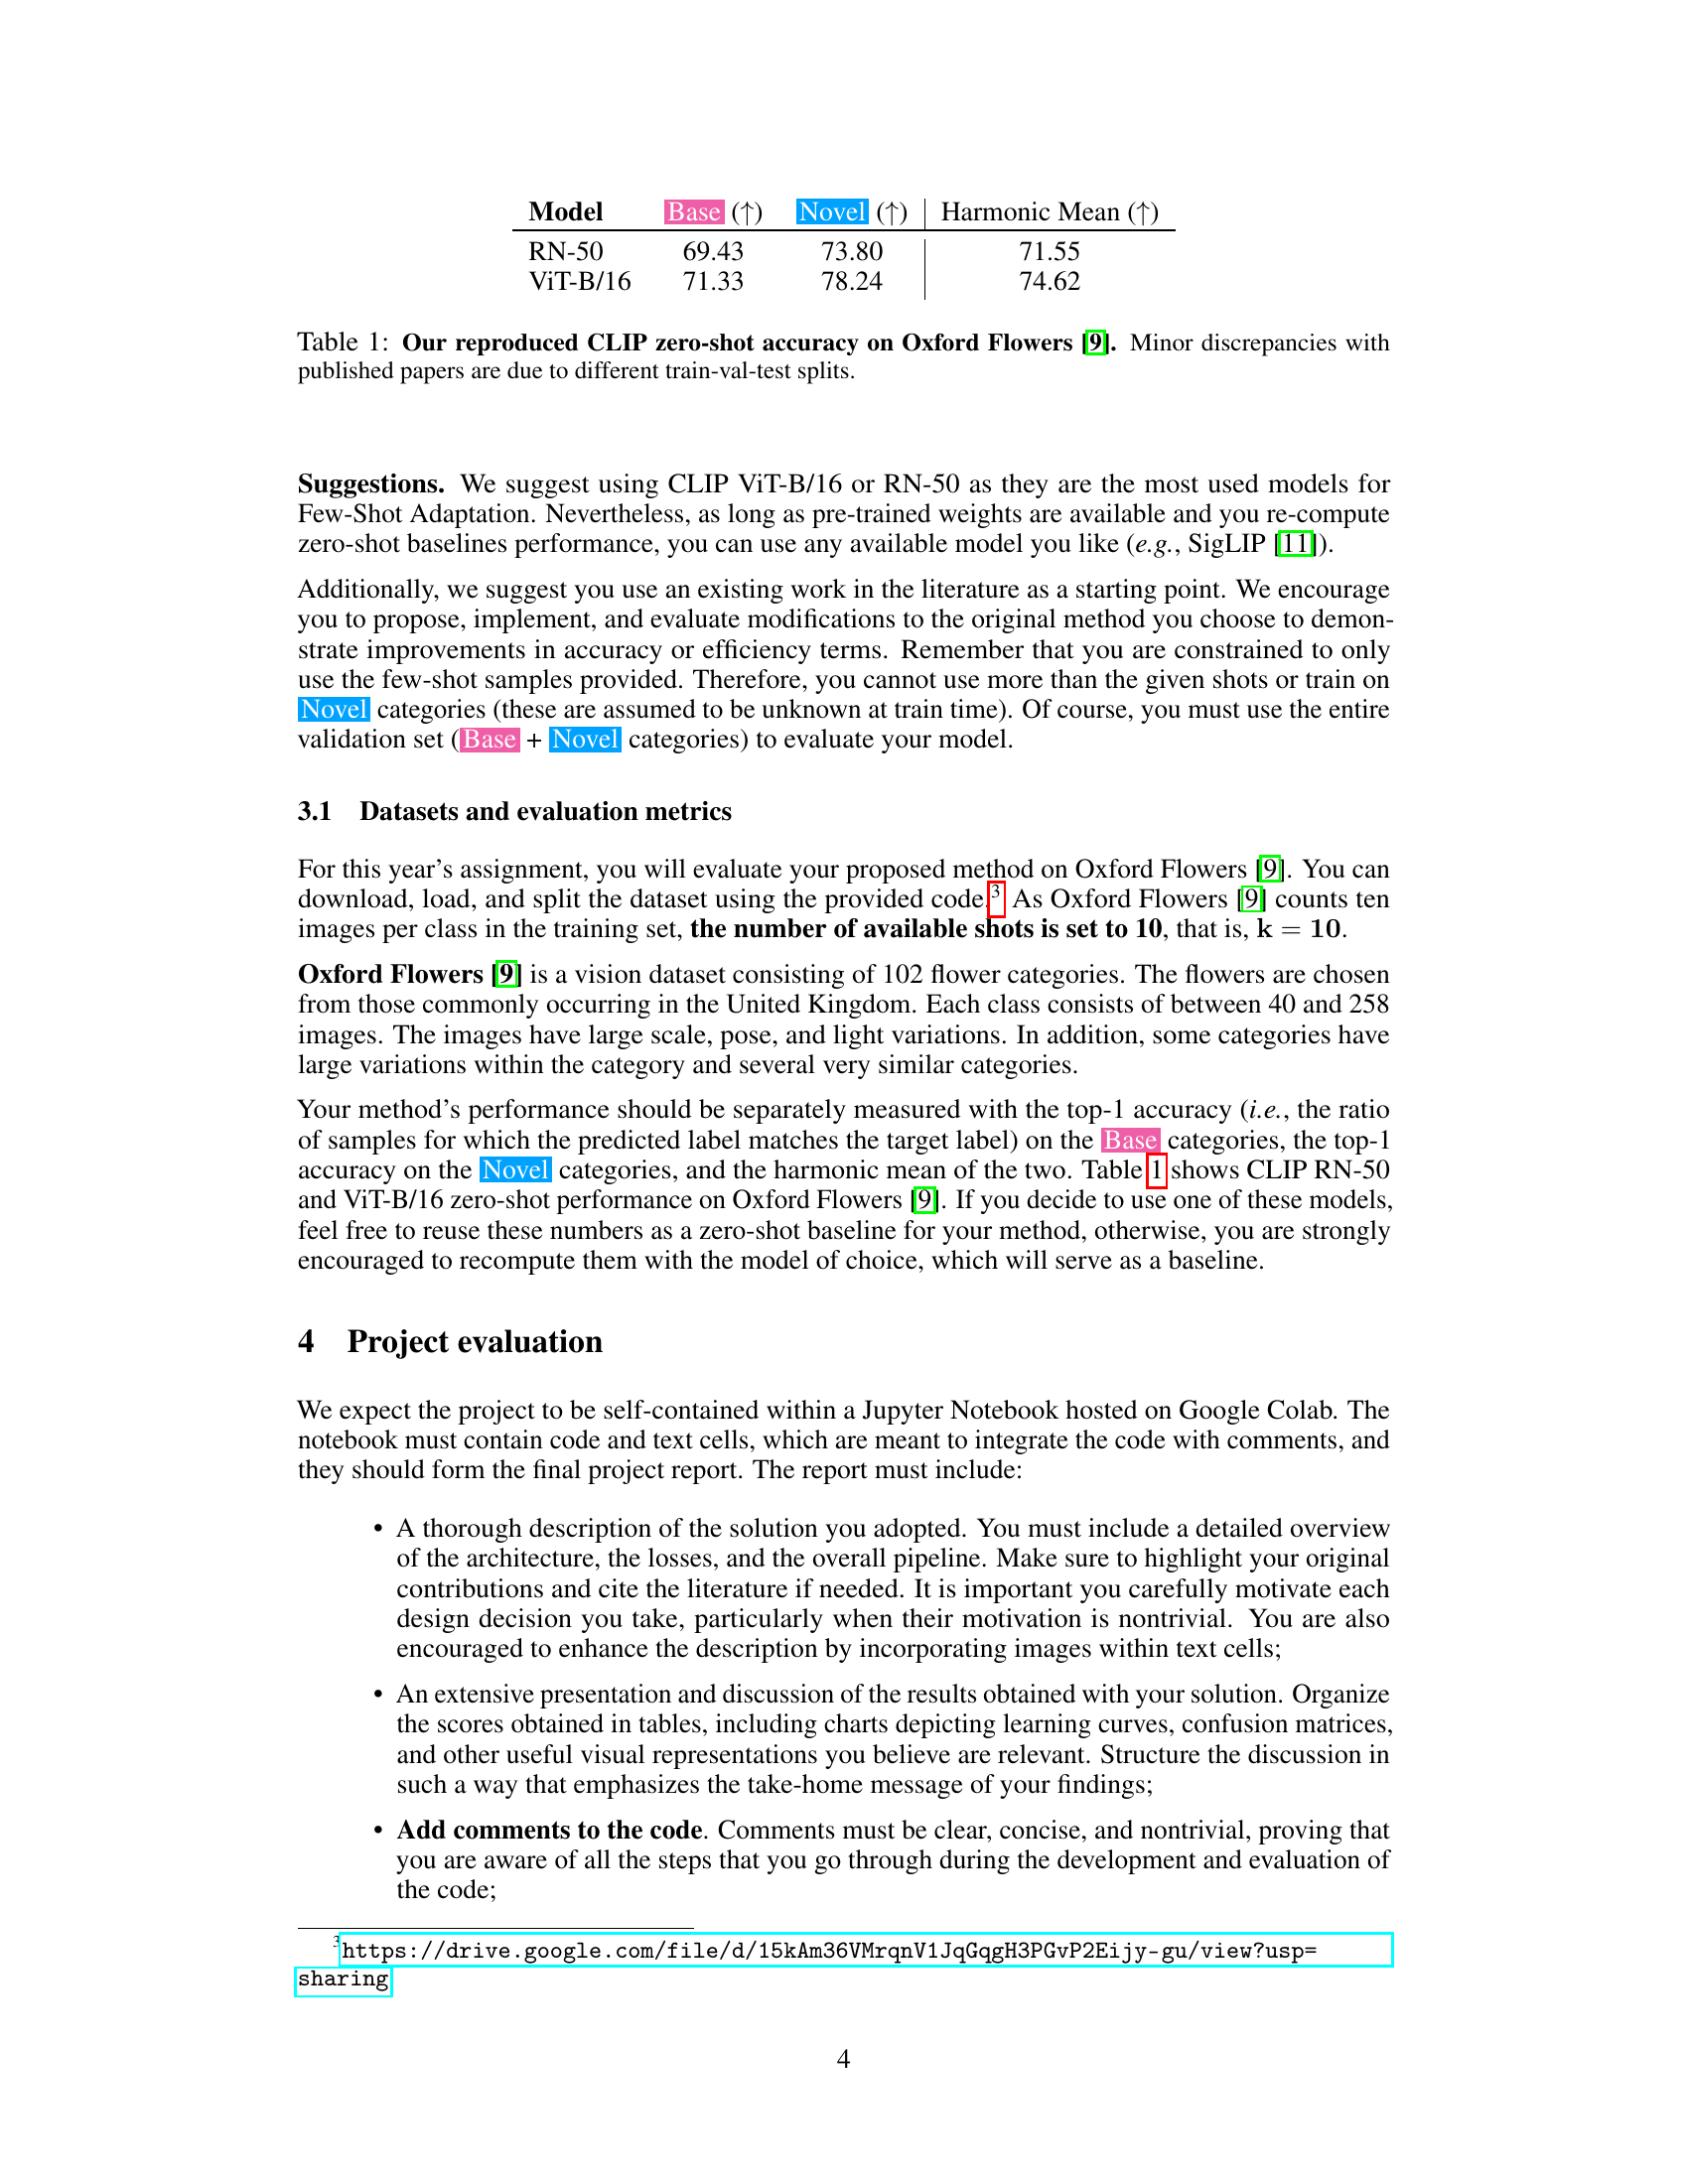 Model Base (↑) Novel (↑) Harmonic Mean (↑)
RN-50 69.43 73.80 71.55
ViT-B/16 71.33 78.24 74.62
Table 1: Our reproduced CLIP zero-shot accuracy on Oxford Flowers [9]. Minor discrepancies with
published papers are due to different train-val-test splits.
Suggestions. We suggest using CLIP ViT-B/16 or RN-50 as they are the most used models for
Few-Shot Adaptation. Nevertheless, as long as pre-trained weights are available and you re-compute
zero-shot baselines performance, you can use any available model you like (e.g., SigLIP [11]).
Additionally, we suggest you use an existing work in the literature as a starting point. We encourage
you to propose, implement, and evaluate modifications to the original method you choose to demon-
strate improvements in accuracy or efficiency terms. Remember that you are constrained to only
use the few-shot samples provided. Therefore, you cannot use more than the given shots or train on
Novel categories (these are assumed to be unknown at train time). Of course, you must use the entire
validation set (Base + Novel categories) to evaluate your model.
3.1 Datasets and evaluation metrics
For this year's assignment, you will evaluate your proposed method on Oxford Flowers [9]. You can
download, load, and split the dataset using the provided code.3 As Oxford Flowers [9] counts ten
images per class in the training set, the number of available shots is set to 10, that is, k = 10.
Oxford Flowers [9] is a vision dataset consisting of 102 flower categories. The flowers are chosen
from those commonly occurring in the United Kingdom. Each class consists of between 40 and 258
images. The images have large scale, pose, and light variations. In addition, some categories have
large variations within the category and several very similar categories.
Your method's performance should be separately measured with the top-1 accuracy (i.e., the ratio
of samples for which the predicted label matches the target label) on the Base categories, the top-1
accuracy on the Novel categories, and the harmonic mean of the two. Table 1 shows CLIP RN-50
and ViT-B/16 zero-shot performance on Oxford Flowers [9]. If you decide to use one of these models,
feel free to reuse these numbers as a zero-shot baseline for your method, otherwise, you are strongly
encouraged to recompute them with the model of choice, which will serve as a baseline.
4 Project evaluation
We expect the project to be self-contained within a Jupyter Notebook hosted on Google Colab. The
notebook must contain code and text cells, which are meant to integrate the code with comments, and
they should form the final project report. The report must include:
• A thorough description of the solution you adopted. You must include a detailed overview
of the architecture, the losses, and the overall pipeline. Make sure to highlight your original
contributions and cite the literature if needed. It is important you carefully motivate each
design decision you take, particularly when their motivation is nontrivial. You are also
encouraged to enhance the description by incorporating images within text cells;
• An extensive presentation and discussion of the results obtained with your solution. Organize
the scores obtained in tables, including charts depicting learning curves, confusion matrices,
and other useful visual representations you believe are relevant. Structure the discussion in
such a way that emphasizes the take-home message of your findings;
• Add comments to the code. Comments must be clear, concise, and nontrivial, proving that
you are aware of all the steps that you go through during the development and evaluation of
the code;
3https://drive.google.com/file/d/15kAm36VMrqnV1JqGqgH3PGvP2Eijy-gu/view?usp=
sharing
4